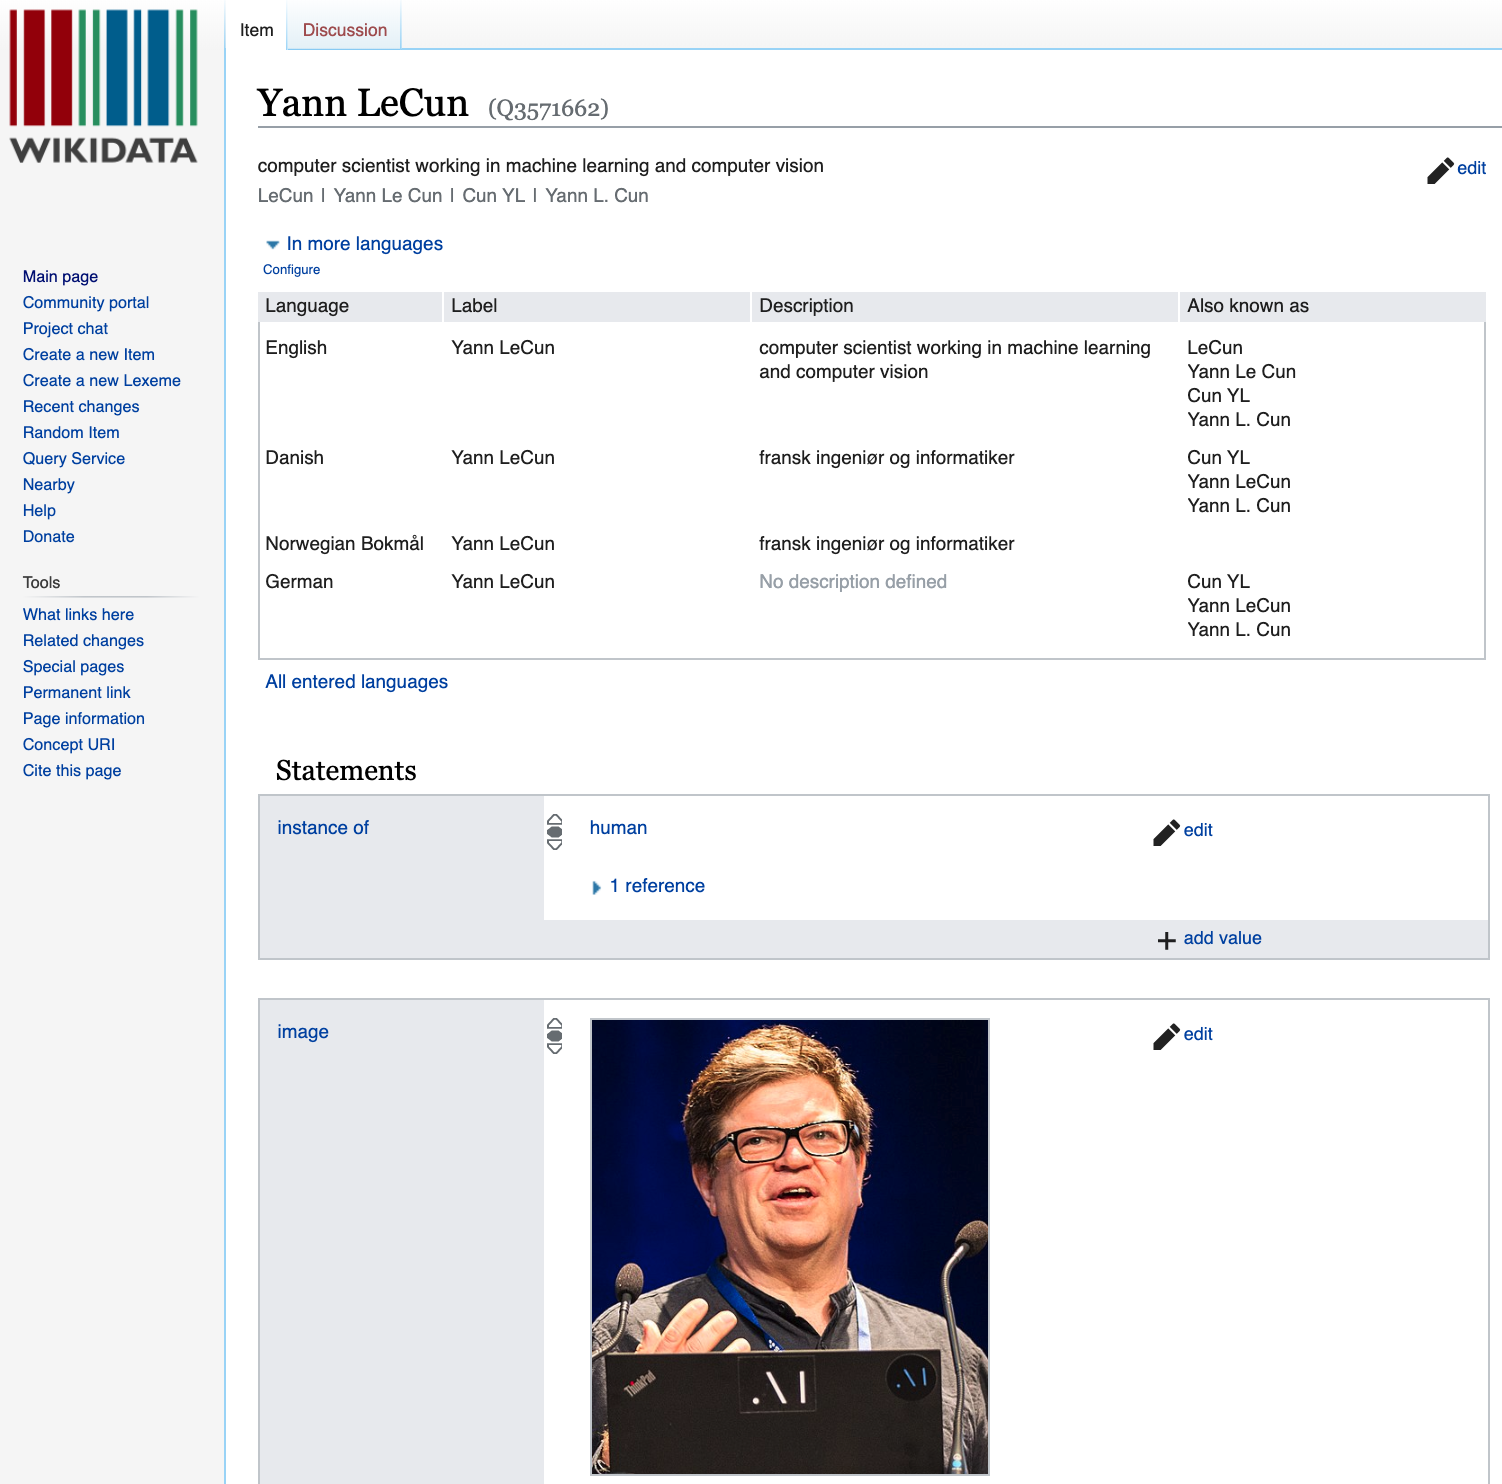 WIKIDATA
Item
Discussion
Yann LeCun (Q3571662)
computer scientist working in machine learning and computer vision
edit
LeCun | Yann Le Cun | Cun YL | Yann L. Cun
In more languages
Configure
Language Label Description Also known as
English Yann LeCun computer scientist working in machine learning LeCun
and computer vision Yann Le Cun
Cun YL
Yann L. Cun
Danish Yann LeCun fransk ingeniør og informatiker Cun YL
Yann LeCun
Yann L. Cun
Norwegian Bokmål Yann LeCun fransk ingeniør og informatiker
German Yann LeCun No description defined Cun YL
Yann LeCun
Yann L. Cun
All entered languages
Main page
Community portal
Project chat
Create a new Item
Create a new Lexeme
Recent changes
Random Item
Query Service
Nearby
Help
Donate
Tools
What links here
Related changes
Special pages
Permanent link
Page information
Concept URI
Cite this page
Statements
instance of
human
edit
1 reference
add value
image
edit
ThinkPad
.\I
.\I